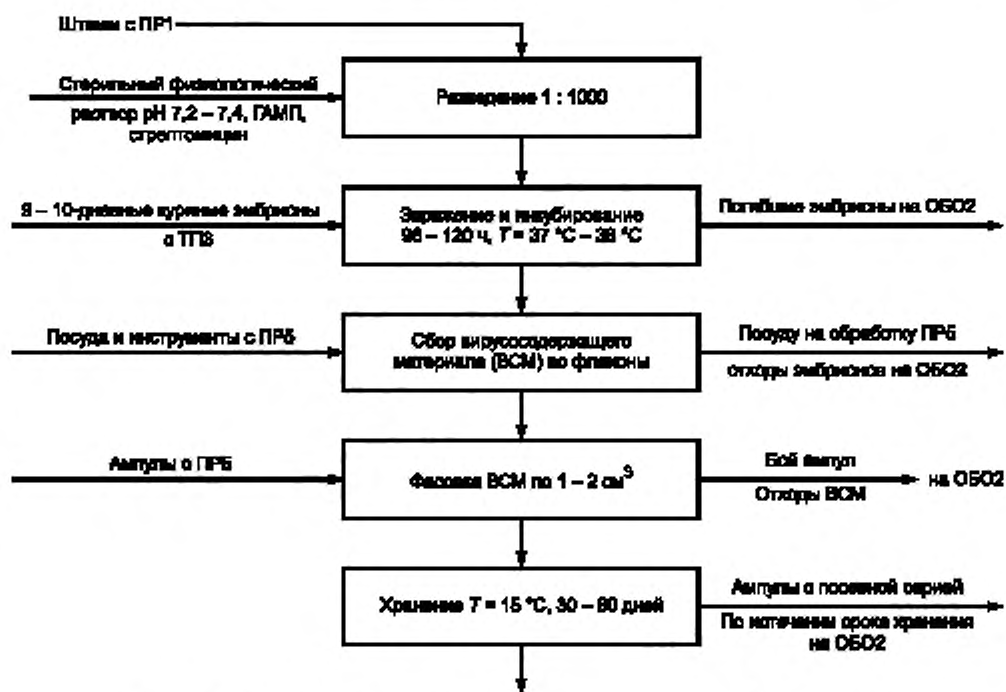 Штамм с ПР1
Стерильный физиологический
раствор pH 7,2 – 7,4, ГАМП,
стрептомицин
Разведение 1 : 1000
9 – 10-дневные куриные эмбрионы
с ТП3
Заражение и инкубирование
96 – 120 ч, T = 37 °C – 38 °C
Погибшие эмбрионы на ОБО2
Посуда и инструменты с ПР5
Сбор вирусосодержащего
материала (ВСМ) во флаконы
Посуду на обработку ПР5
отходы эмбрионов на ОБО2
Ампулы с ПР5
Фасовка ВСМ по 1 – 2 см³
Бой ампул
Отходы ВСМ
на ОБО2
Хранение T = 15 °C, 30 – 60 дней
Ампулы с посевной серией
По истечении срока хранения
на ОБО2